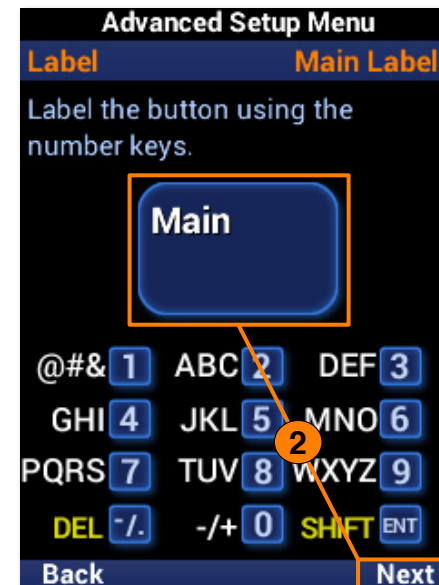 Advanced Setup Menu
Label Main Label
Label the button using the
number keys.
Main
@#& 1 ABC 2 DEF 3
GHI 4 JKL 5 MNO 6
2
PQRS 7 TUV 8 WXYZ 9
DEL -/. -/+ 0 SHIFT ENT
Back Next